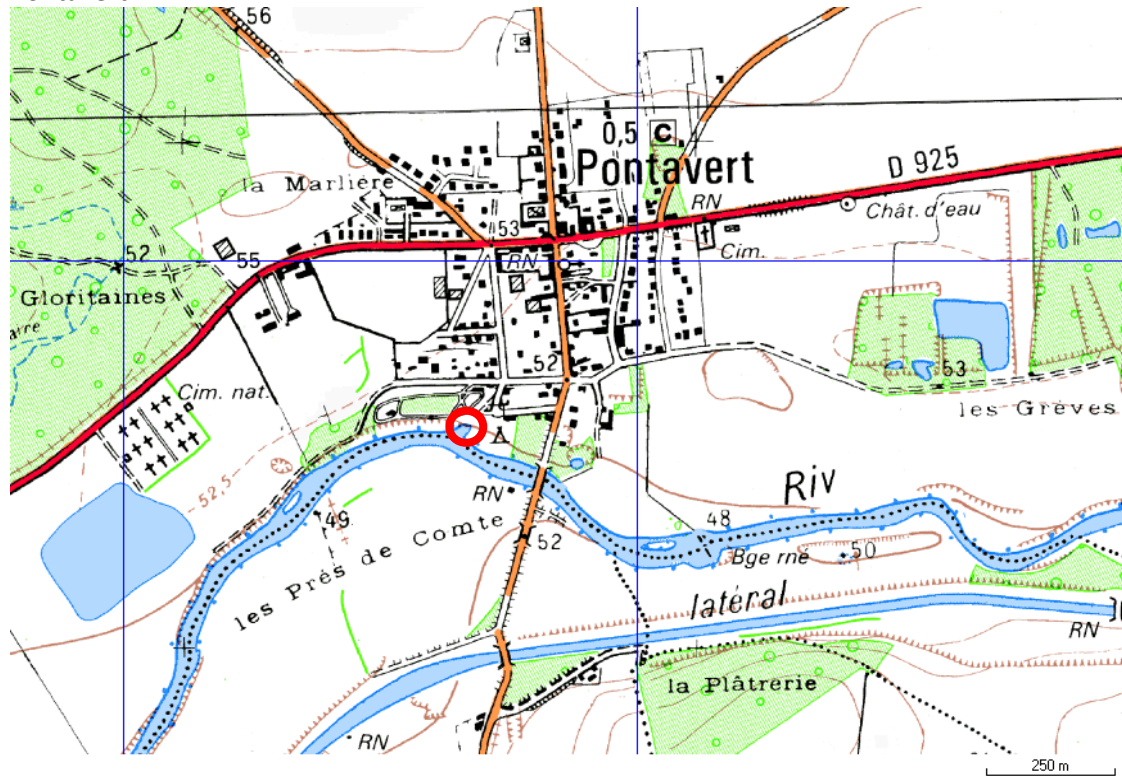 56
0,5 C
Pontavert
D 925
la Marlière
RN
Chât. d'eau
53
Cim.
52
55
RN
Gloritaines
52
53
Cim. nat.
les Grèves
A
Riv
52,5
RN
49
48
les Prés de Comte
52
Bge rné
50
latéral
RN
la Plâtrerie
RN
250 m